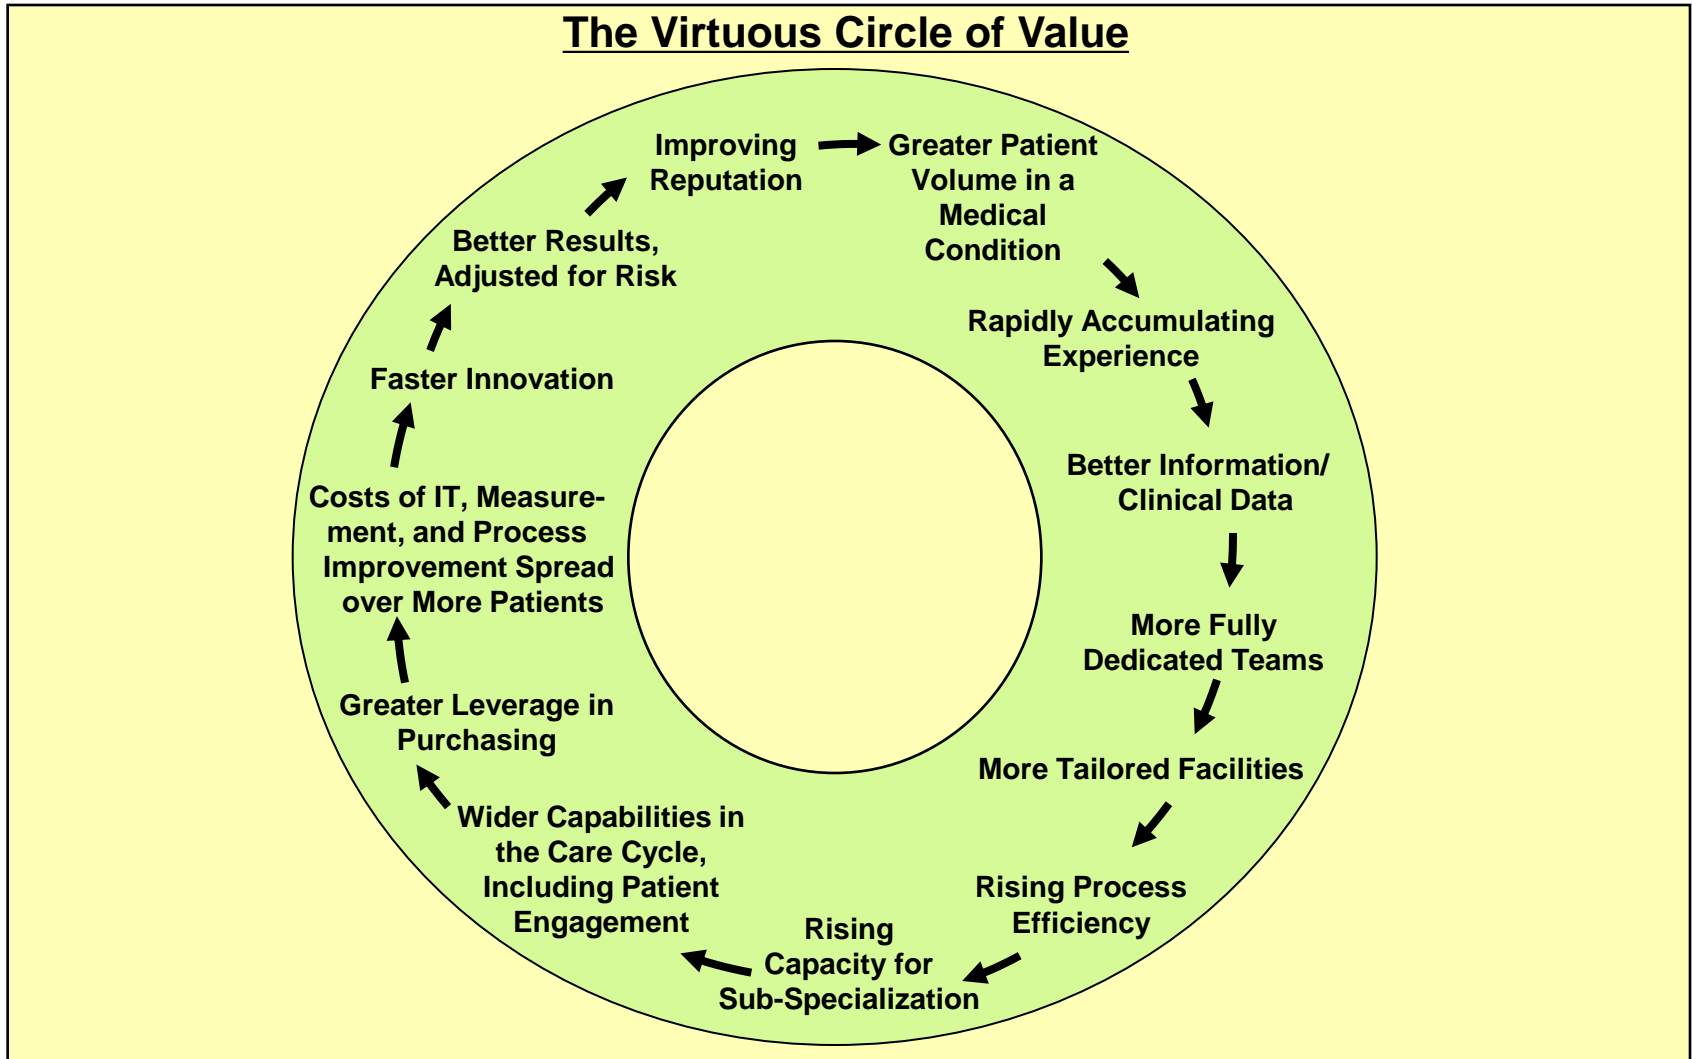 The Virtuous Circle of Value
Improving
Reputation
Greater Patient
Volume in a
Medical
Condition
Rapidly Accumulating
Experience
Better Information/
Clinical Data
More Fully
Dedicated Teams
More Tailored Facilities
Rising Process
Efficiency
Rising
Capacity for
Sub-Specialization
Wider Capabilities in
the Care Cycle,
Including Patient
Engagement
Greater Leverage in
Purchasing
Costs of IT, Measure-
ment, and Process
Improvement Spread
over More Patients
Faster Innovation
Better Results,
Adjusted for Risk